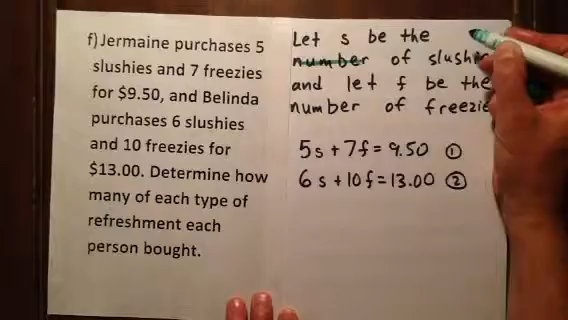 f) Jermaine purchases 5
slushies and 7 freezies
for $9.50, and Belinda
purchases 6 slushies
and 10 freezies for
$13.00. Determine how
many of each type of
refreshment each
person bought.
Let s be the
number of
and let f be the
number of
5s + 7f = 9.50 ①
6s + 10f = 13.00 ②